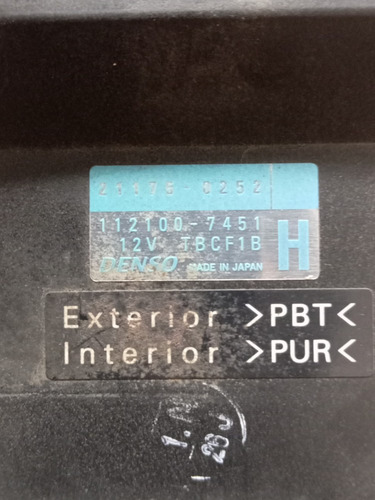 21175-0252
112100-7451
12V TBCF1B H
DENSO MADE IN JAPAN
Exterior >PBT<
Interior >PUR<